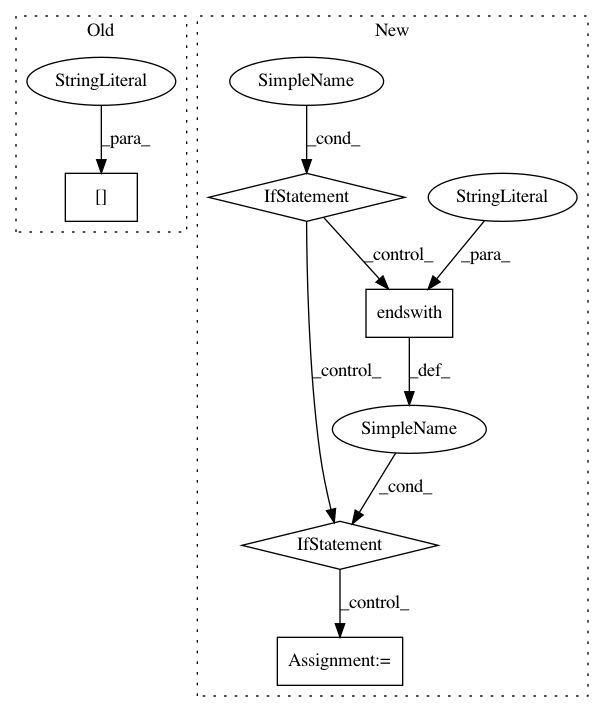 Old
New
StringLiteral
SimpleName
_para_
_cond_
[]
IfStatement
StringLiteral
_control_
_para_
endswith
_control_
_def_
SimpleName
_cond_
IfStatement
_control_
Assignment:=